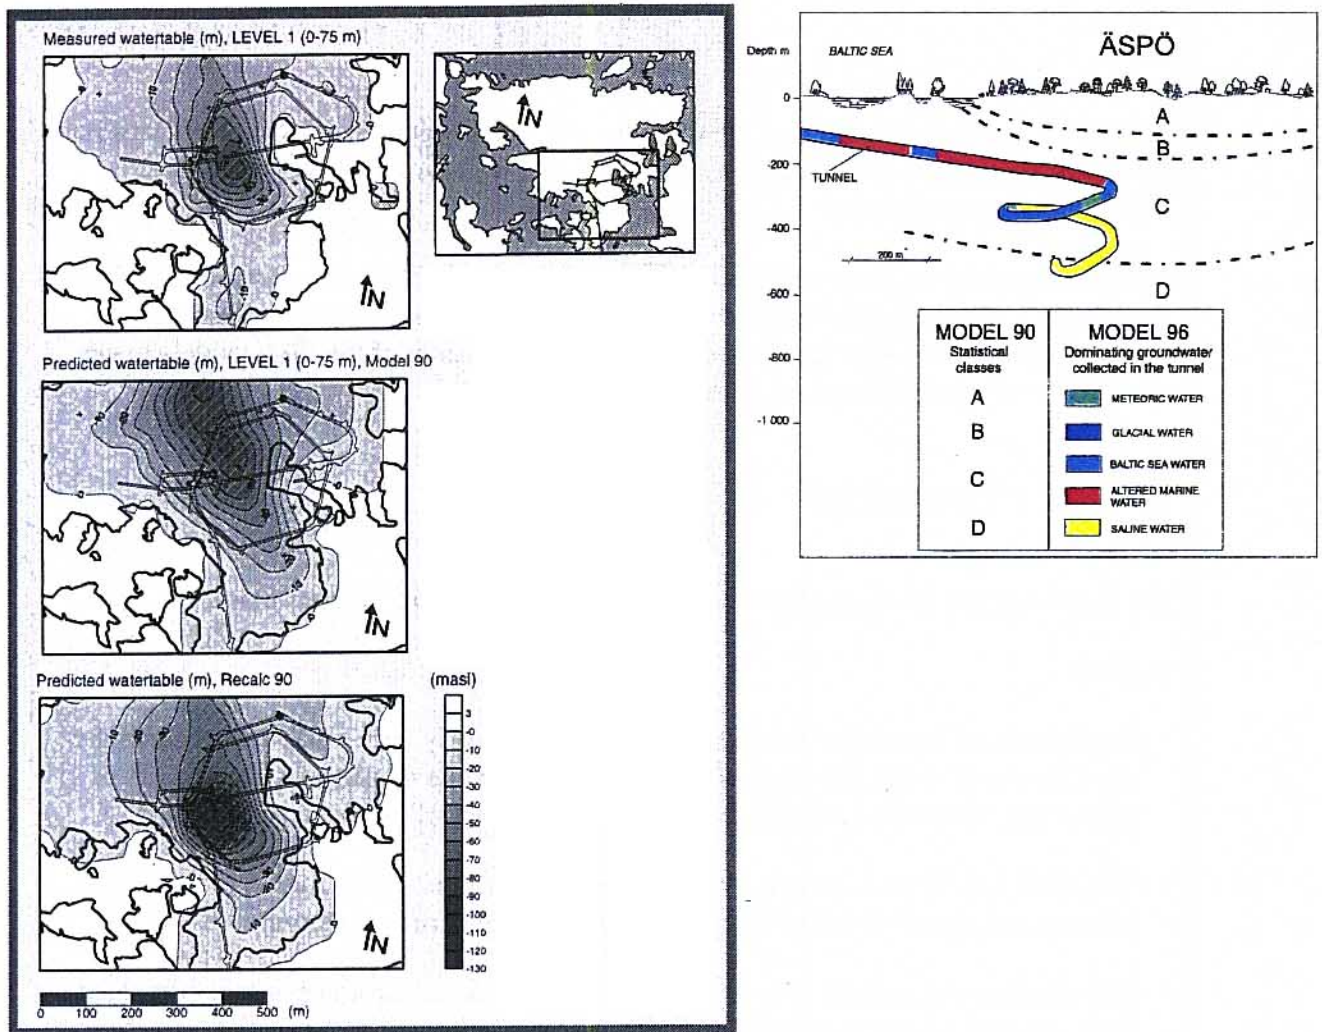 Measured watertable (m), LEVEL 1 (0-75 m)
N
N
Predicted watertable (m), LEVEL 1 (0-75 m), Model 90
N
Predicted watertable (m), Recalc 90
(masl)
3
-0
-10
-20
-30
-40
-50
-60
-70
-80
-90
-100
-110
-120
-130
N
0 100 200 300 400 500 (m)
Depth m
BALTIC SEA
ÄSPÖ
0
-200
-400
-600
-800
-1 000
A
B
C
D
TUNNEL
200 m
MODEL 90
Statistical
classes
A
B
C
D
MODEL 96
Dominating groundwater
collected in the tunnel
METEORIC WATER
GLACIAL WATER
BALTIC SEA WATER
ALTERED MARINE
WATER
SALINE WATER